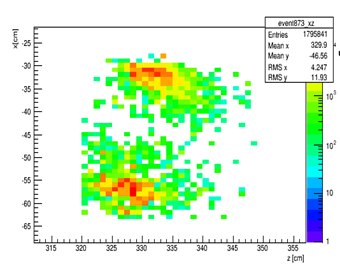 event873_xz
Entries 1795841
Mean x 329.9
Mean y -46.56
RMS x 4.247
RMS y 11.93
x[cm]
-25
-30
-35
-40
-45
-50
-55
-60
-65
10³
10²
10
1
315 320 325 330 335 340 345 350 355
z [cm]